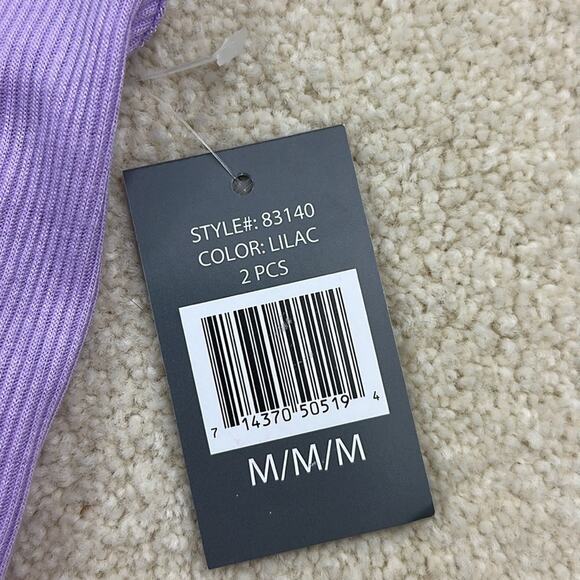 STYLE#: 83140
COLOR: LILAC
2 PCS
7 14370 50519 4
M/M/M